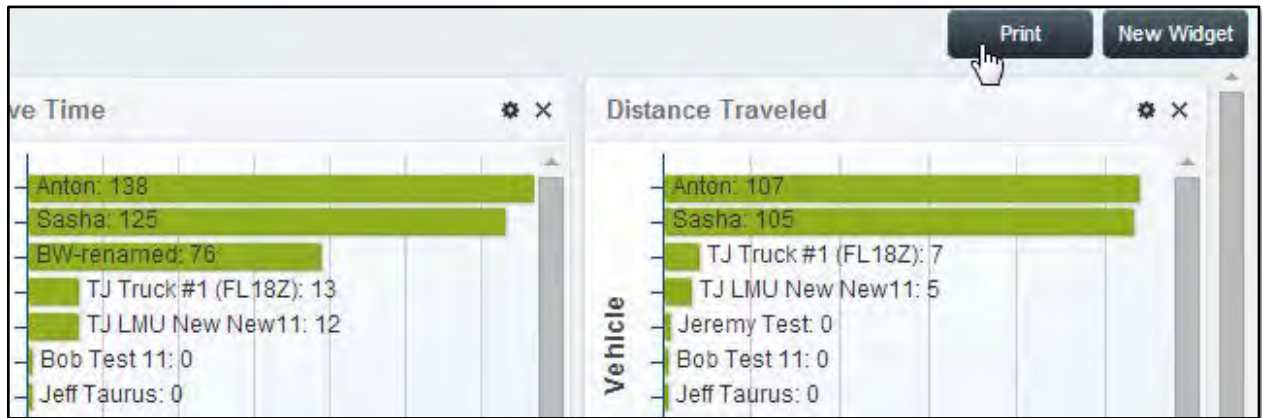 Print
New Widget
ve Time
Anton: 138
Sasha: 125
BW-renamed: 76
TJ Truck #1 (FL18Z): 13
TJ LMU New New11: 12
Bob Test 11: 0
Jeff Taurus: 0
Distance Traveled
Vehicle
Anton: 107
Sasha: 105
TJ Truck #1 (FL18Z): 7
TJ LMU New New11: 5
Jeremy Test: 0
Bob Test 11: 0
Jeff Taurus: 0